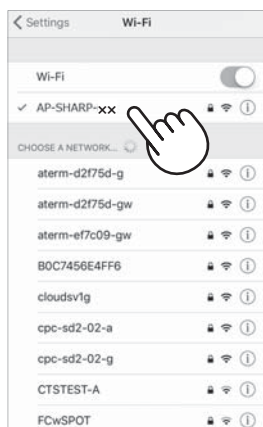 Settings Wi-Fi
Wi-Fi
AP-SHARP-xx
CHOOSE A NETWORK...
aterm-d2f75d-g
aterm-d2f75d-gw
aterm-ef7c09-gw
B0C7456E4FF6
cloudsv1g
cpc-sd2-02-a
cpc-sd2-02-g
CTSTEST-A
FCwSPOT